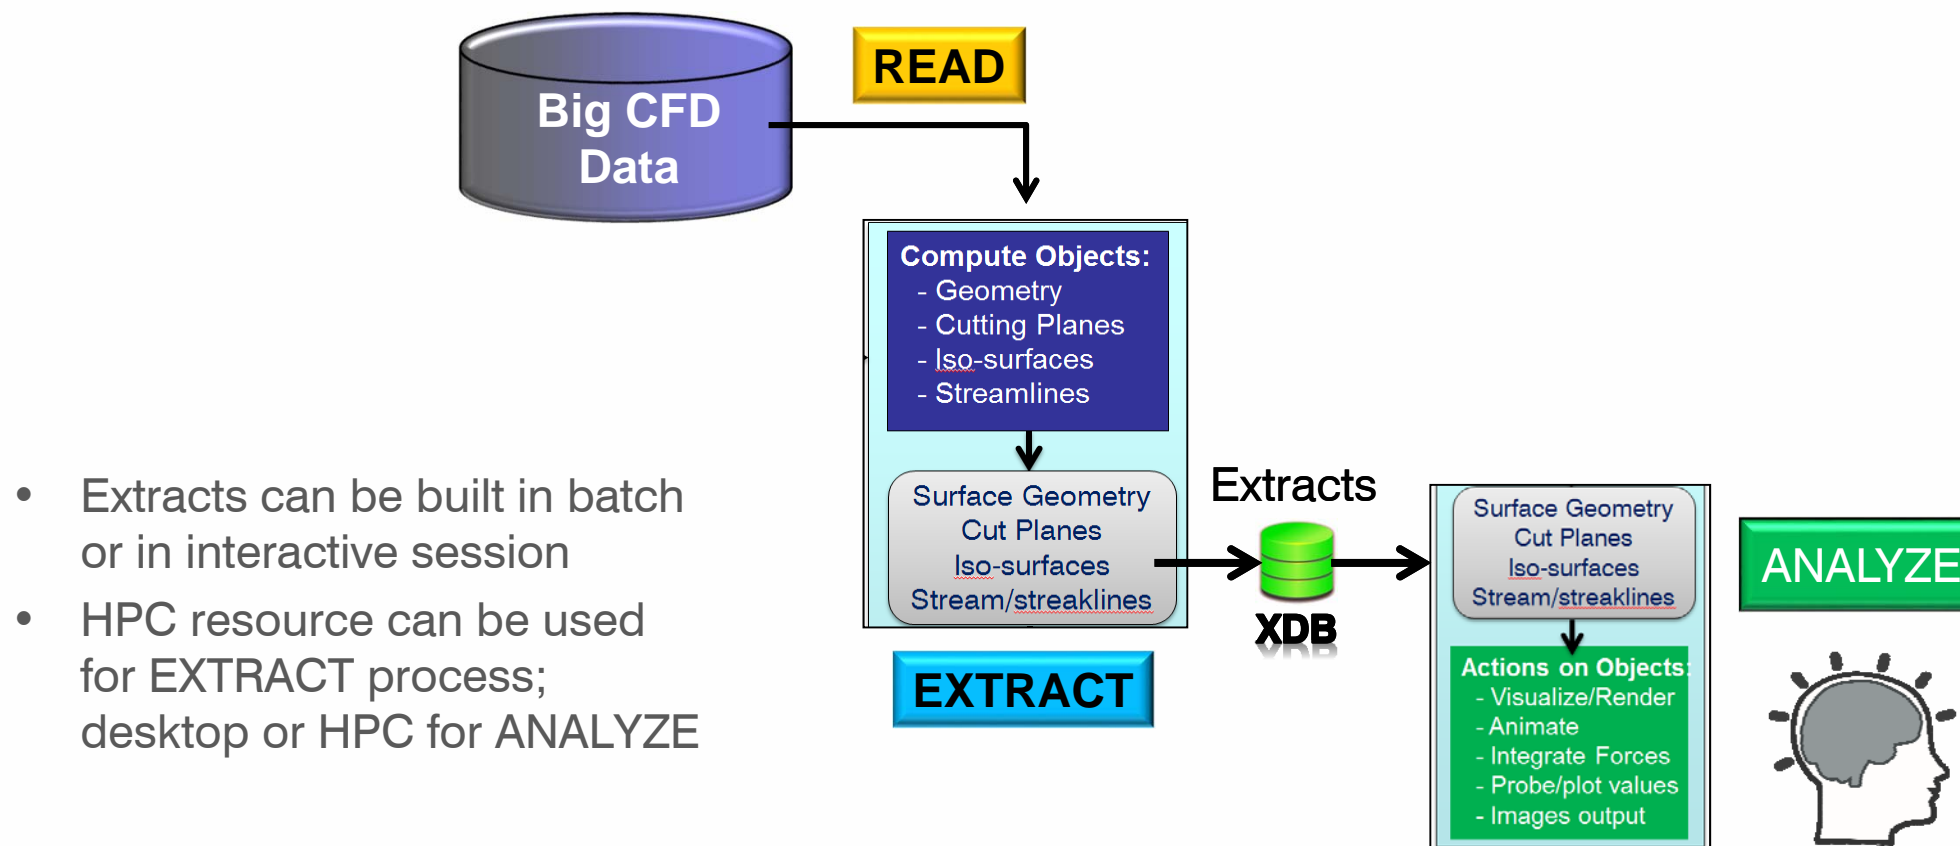 Big CFD
Data
READ
Compute Objects:
- Geometry
- Cutting Planes
- Iso-surfaces
- Streamlines
Surface Geometry
Cut Planes
Iso-surfaces
Stream/streaklines
EXTRACT
Extracts
XDB
Surface Geometry
Cut Planes
Iso-surfaces
Stream/streaklines
Actions on Objects:
- Visualize/Render
- Animate
- Integrate Forces
- Probe/plot values
- Images output
ANALYZE
• Extracts can be built in batch
or in interactive session
• HPC resource can be used
for EXTRACT process;
desktop or HPC for ANALYZE